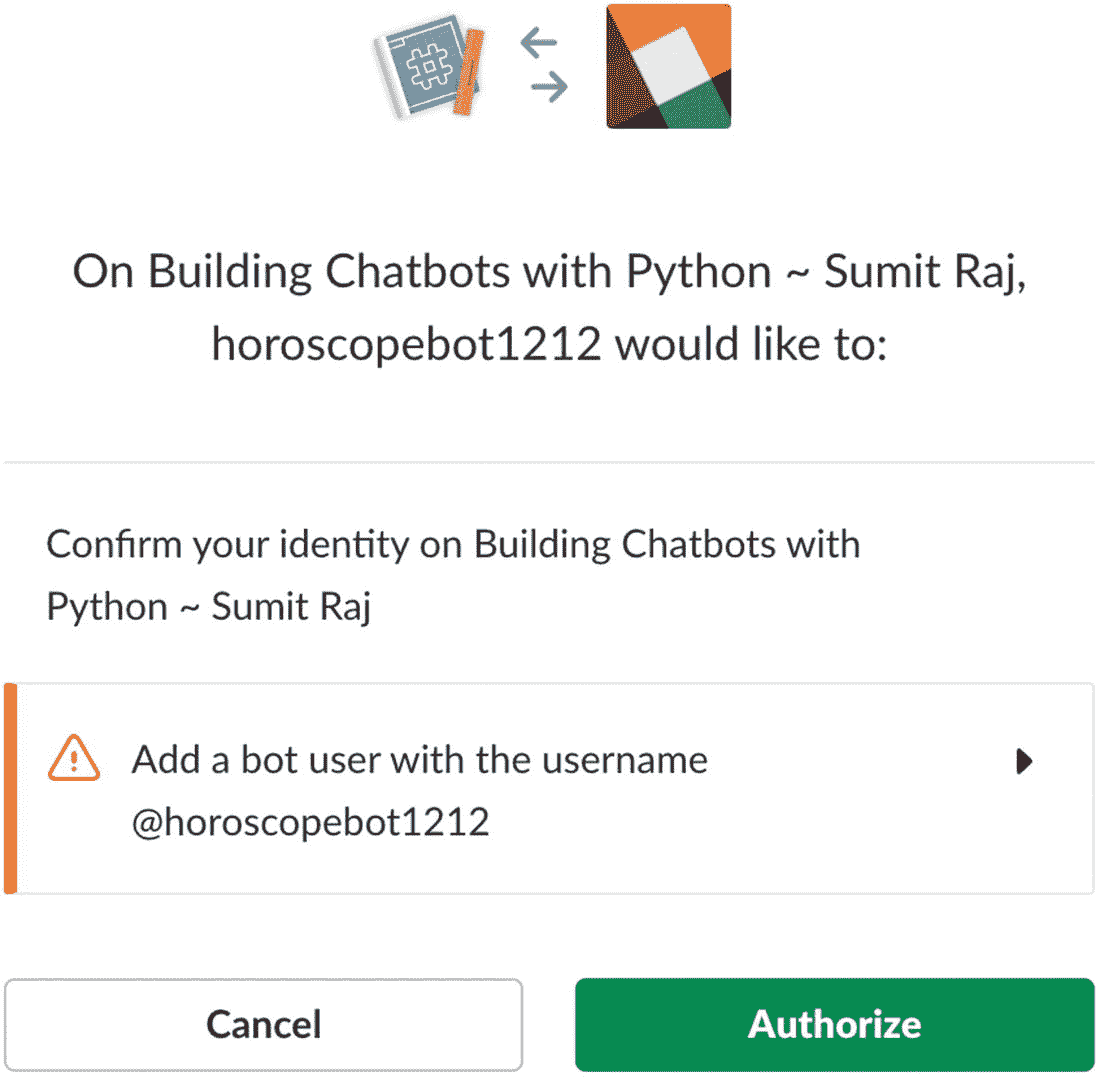 On Building Chatbots with Python ~ Sumit Raj,
horoscopebot1212 would like to:
Confirm your identity on Building Chatbots with
Python ~ Sumit Raj
Add a bot user with the username
@horoscopebot1212
Cancel
Authorize